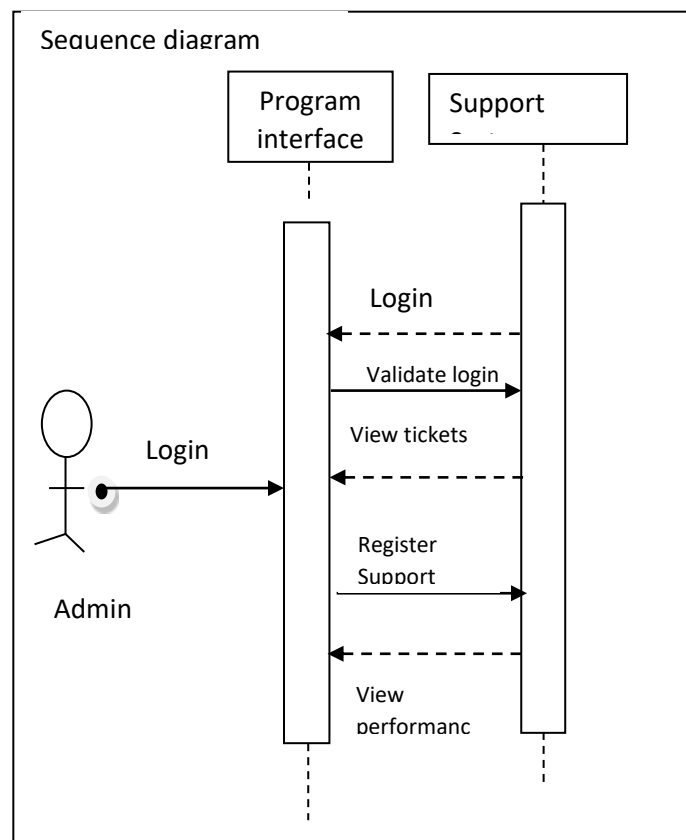 Sequence diagram
Program
interface
Support
Login
Validate login
View tickets
Login
Register
Support
Admin
View
performanc